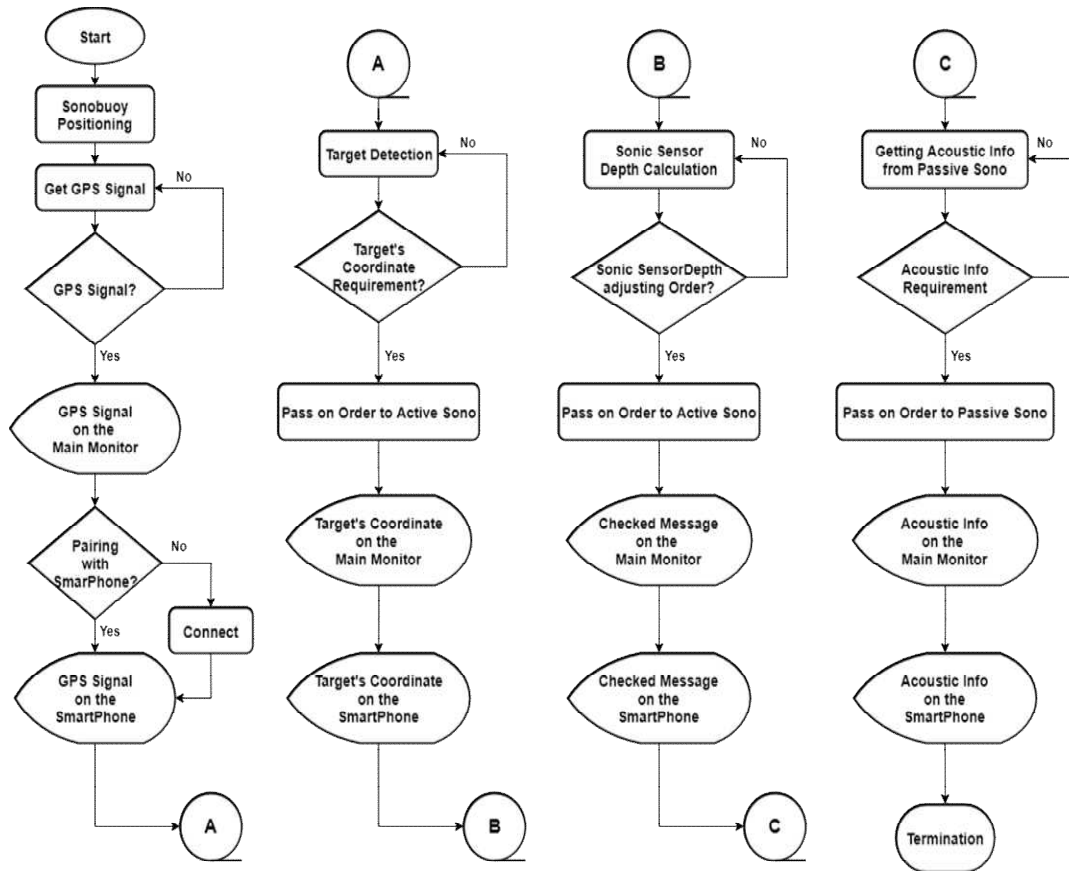 Start
Sonobuoy
Positioning
Get GPS Signal
No
GPS Signal?
Yes
GPS Signal
on the
Main Monitor
Pairing
with
SmarPhone?
No
Connect
Yes
GPS Signal
on the
SmartPhone
A
A
Target Detection
No
Target's
Coordinate
Requirement?
Yes
Pass on Order to Active Sono
Target's Coordinate
on the
Main Monitor
Target's Coordinate
on the
SmartPhone
B
B
Sonic Sensor
Depth Calculation
No
Sonic SensorDepth
adjusting Order?
Yes
Pass on Order to Active Sono
Checked Message
on the
Main Monitor
Checked Message
on the
SmartPhone
C
C
Getting Acoustic Info
from Passive Sono
No
Acoustic Info
Requirement
Yes
Pass on Order to Passive Sono
Acoustic Info
on the
Main Monitor
Acoustic Info
on the
SmartPhone
Termination